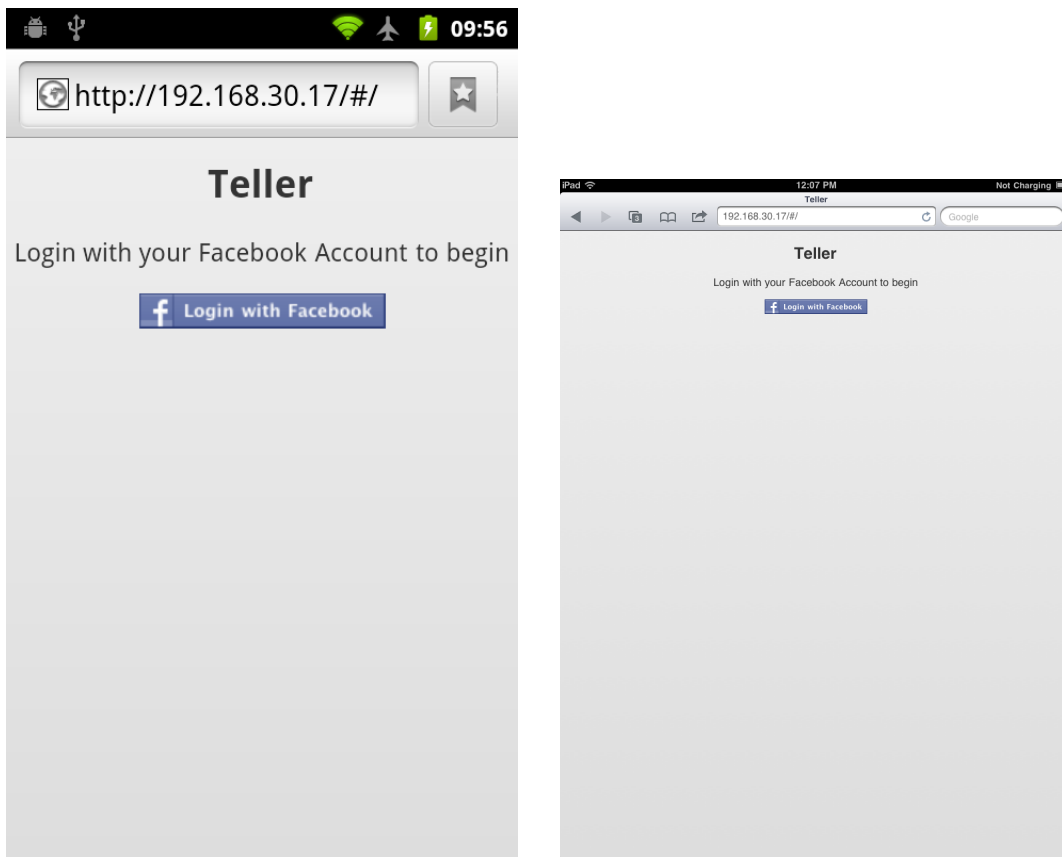 09:56
http://192.168.30.17/#/
Teller
Login with your Facebook Account to begin
f Login with Facebook
iPad 12:07 PM Not Charging
Teller
3 192.168.30.17/#/ Google
Teller
Login with your Facebook Account to begin
f Login with Facebook